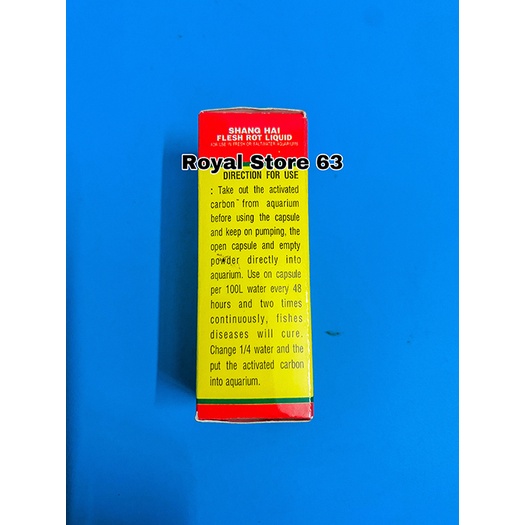 SHANG HAI
FLESH ROT LIQUID
FOR USE IN FRESH OR SALTWATER AQUARIUMS
Royal Store 63
DIRECTION FOR USE
: Take out the activated
carbon from aquarium
before using the capsule
and keep on pumping, the
open capsule and empty
powder directly into
aquarium. Use on capsule
per 100L water every 48
hours and two times
continuously, fishes
diseases will cure.
Change 1/4 water and the
put the activated carbon
into aquarium.